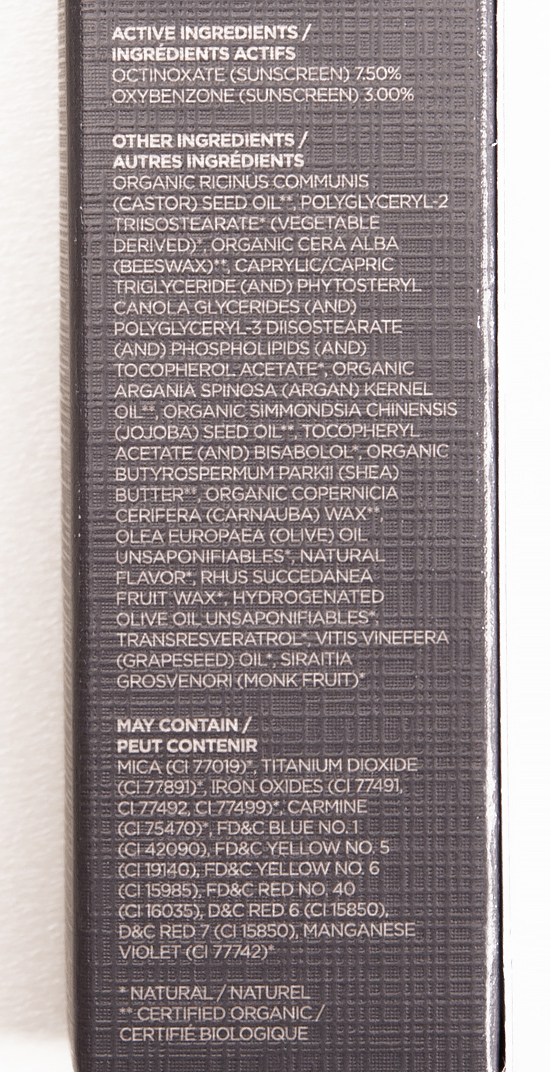 ACTIVE INGREDIENTS /
INGRÉDIENTS ACTIFS
OCTINOXATE (SUNSCREEN) 7.50%
OXYBENZONE (SUNSCREEN) 3.00%
OTHER INGREDIENTS /
AUTRES INGRÉDIENTS
ORGANIC RICINUS COMMUNIS
(CASTOR) SEED OIL**, POLYGLYCERYL-2
TRIISOSTEARATE* (VEGETABLE
DERIVED)*, ORGANIC CERA ALBA
(BEESWAX)**, CAPRYLIC/CAPRIC
TRIGLYCERIDE (AND) PHYTOSTERYL
CANOLA GLYCERIDES (AND)
POLYGLYCERYL-3 DIISOSTEARATE
(AND) PHOSPHOLIPIDS (AND)
TOCOPHEROL ACETATE*, ORGANIC
ARGANIA SPINOSA (ARGAN) KERNEL
OIL**, ORGANIC SIMMONDSIA CHINENSIS
(JOJOBA) SEED OIL**, TOCOPHERYL
ACETATE (AND) BISABOLOL*, ORGANIC
BUTYROSPERMUM PARKII (SHEA)
BUTTER**, ORGANIC COPERNICIA
CERIFERA (CARNAUBA) WAX**,
OLEA EUROPAEA (OLIVE) OIL
UNSAPONIFIABLES*, NATURAL
FLAVOR*, RHUS SUCCEDANEA
FRUIT WAX*, HYDROGENATED
OLIVE OIL UNSAPONIFIABLES*,
TRANSRESVERATROL*, VITIS VINEFERA
(GRAPESEED) OIL*, SIRAITIA
GROSVENORI (MONK FRUIT)*
MAY CONTAIN /
PEUT CONTENIR
MICA (CI 77019)*, TITANIUM DIOXIDE
(CI 77891)*, IRON OXIDES (CI 77491,
CI 77492, CI 77499)*, CARMINE
(CI 75470)*, FD&C BLUE NO. 1
(CI 42090), FD&C YELLOW NO. 5
(CI 19140), FD&C YELLOW NO. 6
(CI 15985), FD&C RED NO. 40
(CI 16035), D&C RED 6 (CI 15850),
D&C RED 7 (CI 15850), MANGANESE
VIOLET (CI 77742)*
* NATURAL / NATUREL
** CERTIFIED ORGANIC /
CERTIFIÉ BIOLOGIQUE